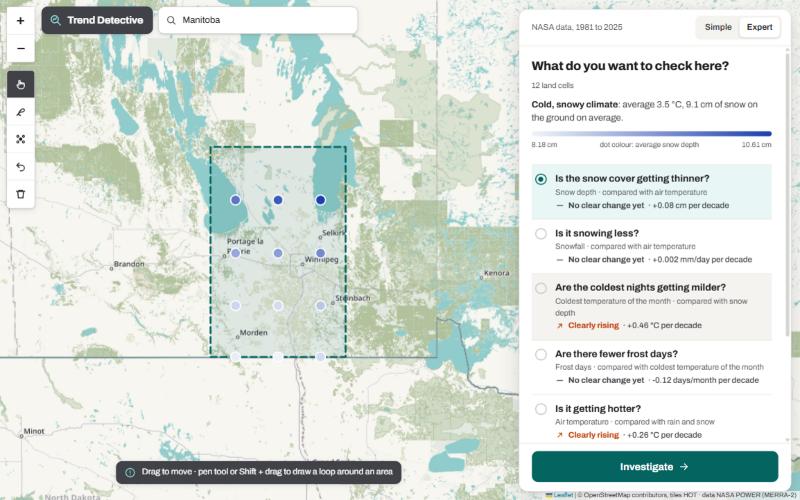 +
Trend Detective
Manitoba
−
NASA data, 1981 to 2025
Simple
Expert
What do you want to check here?
12 land cells
Cold, snowy climate: average 3.5 °C, 9.1 cm of snow on
the ground on average.
8.18 cm
dot colour: average snow depth
10.61 cm
Is the snow cover getting thinner?
Snow depth · compared with air temperature
— No clear change yet · +0.08 cm per decade
Is it snowing less?
Snowfall · compared with air temperature
— No clear change yet · +0.002 mm/day per decade
Are the coldest nights getting milder?
Coldest temperature of the month · compared with snow
depth
↗ Clearly rising · +0.46 °C per decade
Are there fewer frost days?
Frost days · compared with coldest temperature of the month
— No clear change yet · -0.12 days/month per decade
Is it getting hotter?
Air temperature · compared with rain and snow
↗ Clearly rising · +0.26 °C per decade
Investigate →
Selkirk
Portage la
Prairie
Winnipeg
Brandon
Kenora
Steinbach
Morden
Minot
Drag to move · pen tool or Shift + drag to draw a loop around an area
North Dakota
Leaflet | © OpenStreetMap contributors, tiles HOT · data NASA POWER (MERRA-2)